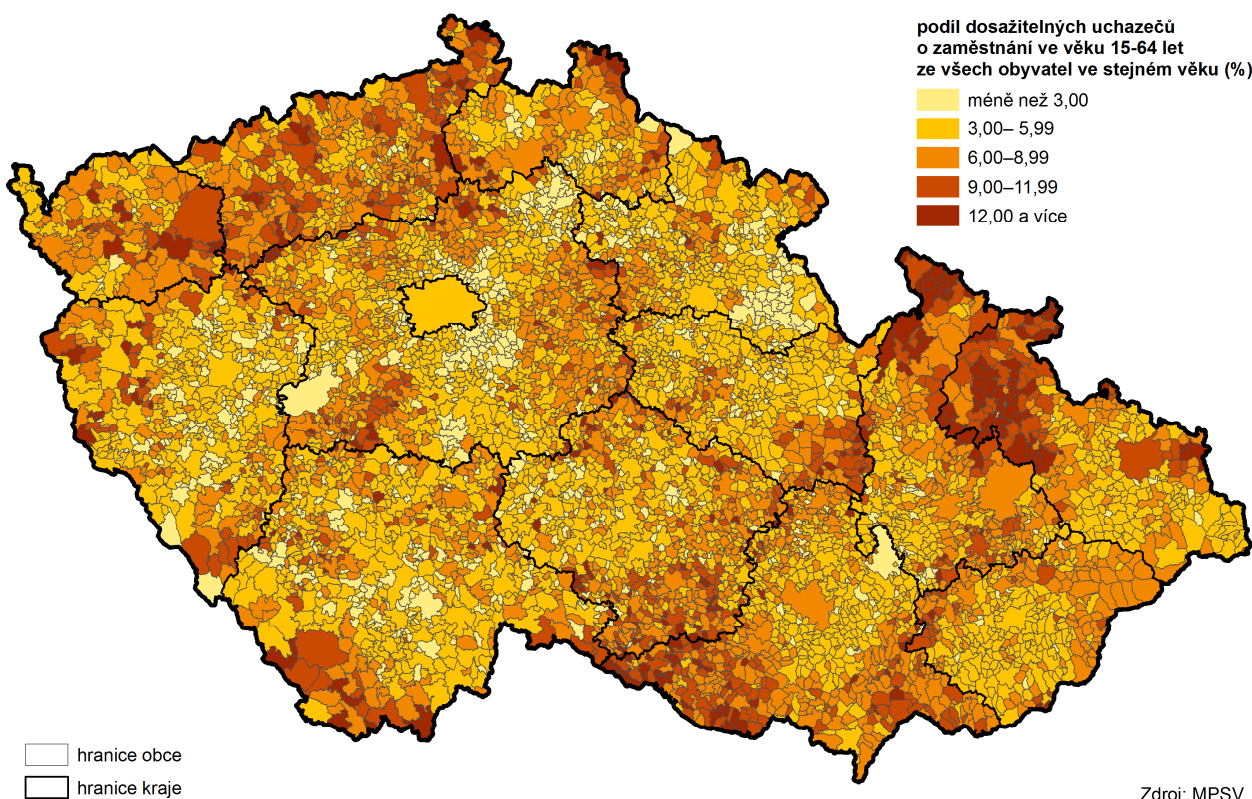 podíl dosažitelných uchazečů
o zaměstnání ve věku 15-64 let
ze všech obyvatel ve stejném věku (%)
méně než 3,00
3,00– 5,99
6,00–8,99
9,00–11,99
12,00 a více
hranice obce
hranice kraje
Zdroj: MPSV